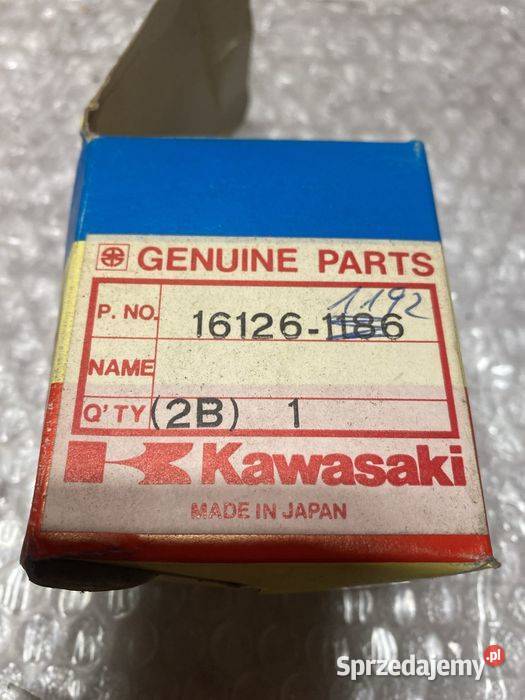 GENUINE PARTS
1192
P. NO. 16126-1186
NAME
Q'TY (2B) 1
Kawasaki
MADE IN JAPAN
Sprzedajemy.pl